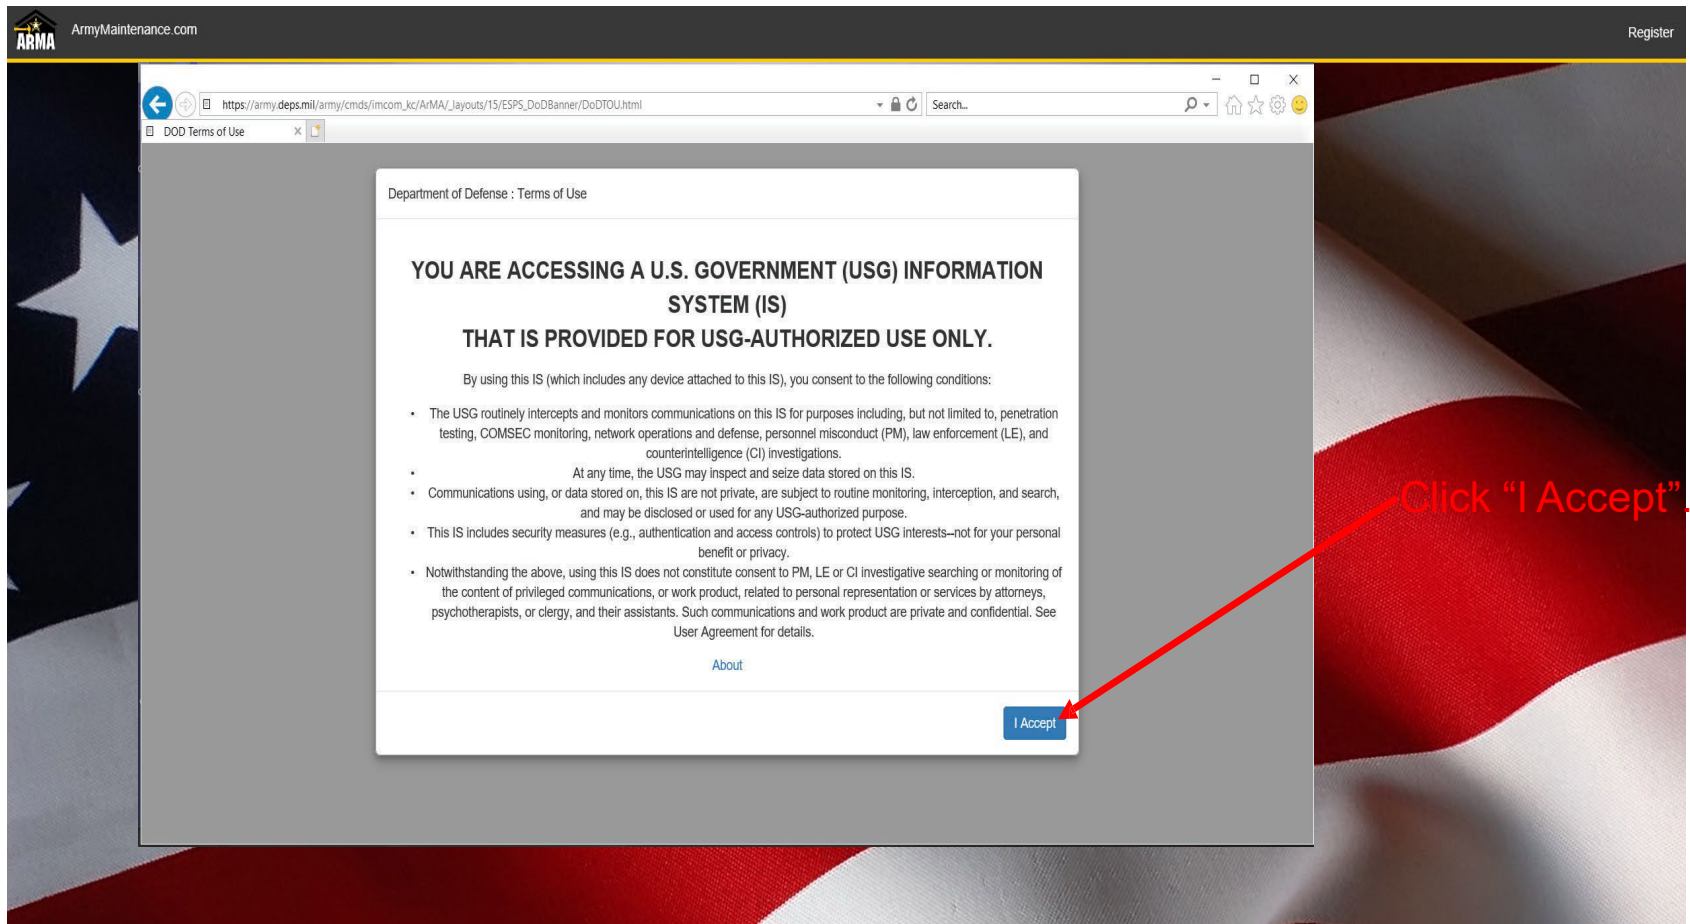 ARMA
ArmyMaintenance.com
Register
https://army.deps.mil/army/cmds/imcom_kc/ArMA/_layouts/15/ESPS_DoDBanner/DoDTOU.html
Search...
DOD Terms of Use
Department of Defense : Terms of Use
YOU ARE ACCESSING A U.S. GOVERNMENT (USG) INFORMATION
SYSTEM (IS)
THAT IS PROVIDED FOR USG-AUTHORIZED USE ONLY.
By using this IS (which includes any device attached to this IS), you consent to the following conditions:
• The USG routinely intercepts and monitors communications on this IS for purposes including, but not limited to, penetration
testing, COMSEC monitoring, network operations and defense, personnel misconduct (PM), law enforcement (LE), and
counterintelligence (CI) investigations.
• At any time, the USG may inspect and seize data stored on this IS.
• Communications using, or data stored on, this IS are not private, are subject to routine monitoring, interception, and search,
and may be disclosed or used for any USG-authorized purpose.
• This IS includes security measures (e.g., authentication and access controls) to protect USG interests--not for your personal
benefit or privacy.
• Notwithstanding the above, using this IS does not constitute consent to PM, LE or CI investigative searching or monitoring of
the content of privileged communications, or work product, related to personal representation or services by attorneys,
psychotherapists, or clergy, and their assistants. Such communications and work product are private and confidential. See
User Agreement for details.
About
I Accept
Click “I Accept”.